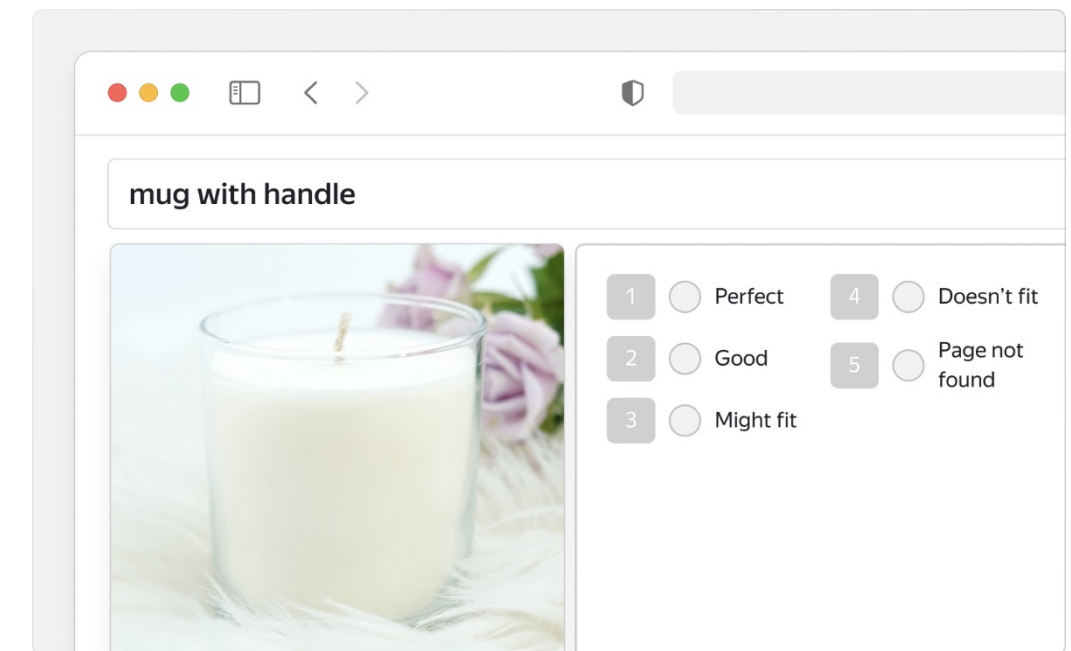 mug with handle
1 Perfect
2 Good
3 Might fit
4 Doesn’t fit
5 Page not
found